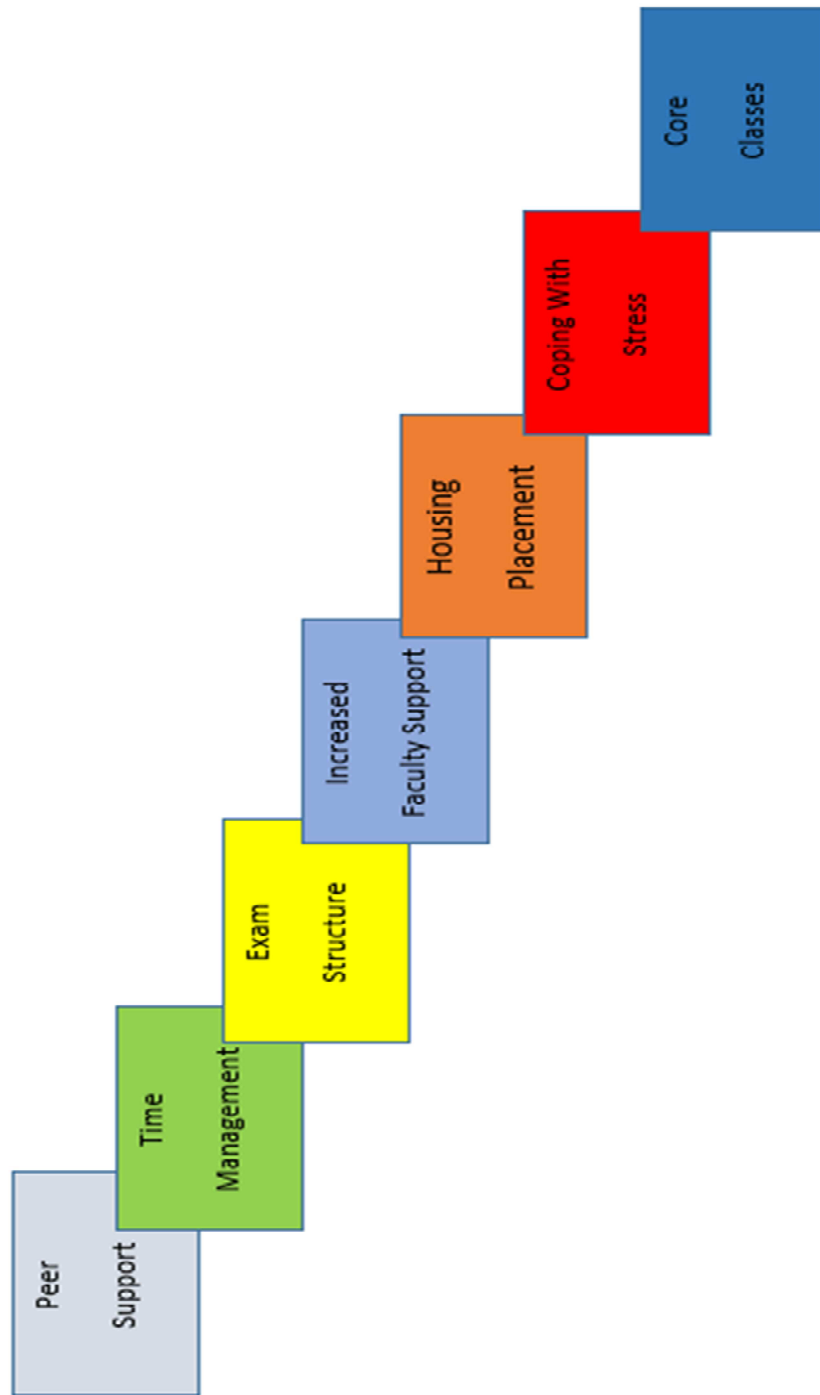 Peer
Support
Time
Management
Exam
Structure
Increased
Faculty Support
Housing
Placement
Coping With
Stress
Core
Classes